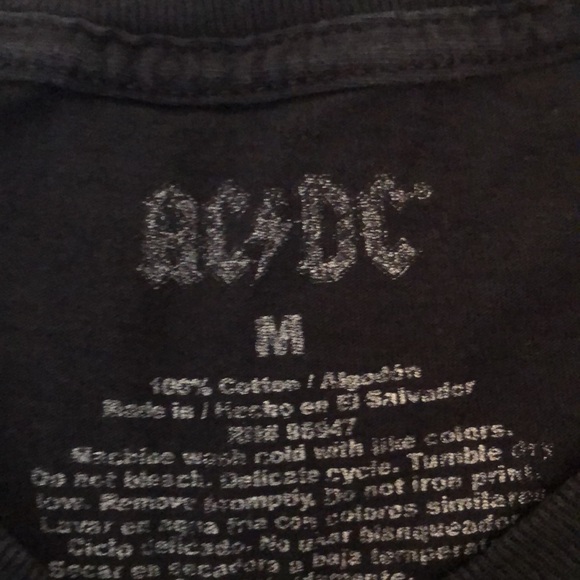 AC⚡DC
M
100% Cotton / Algodón
Made in / Hecho en El Salvador
RN# 36947
Machine wash cold with like colors.
Do not bleach. Delicate cycle. Tumble dry
low. Remove promptly. Do not iron print.
Lavar en agua fria con colores similares.
Ciclo delicado. No usar blanqueador.
Secar en secadora a baja